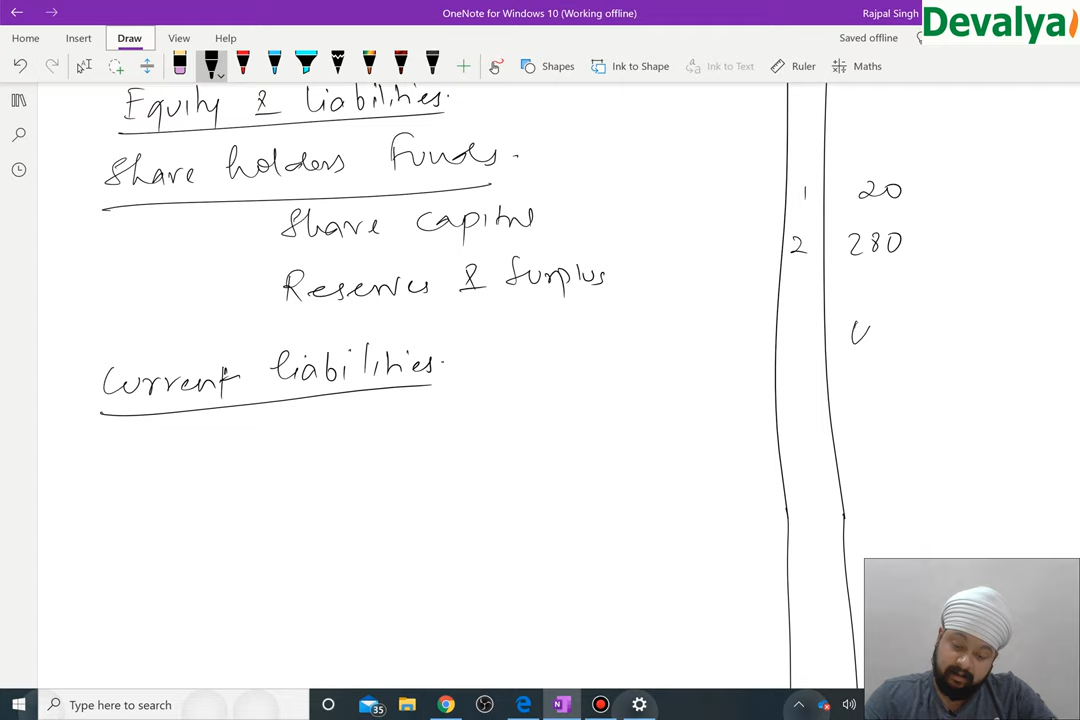 OneNote for Windows 10 (Working offline)
Rajpal Singh
Devalya
Home Insert Draw View Help
Saved offline
Shapes Ink to Shape Ink to Text Ruler Maths
Equity & liabilities.
Share holders Funds.
1 20
Share capital
2 280
Reserves & Surplus
Current liabilities.
Type here to search
35